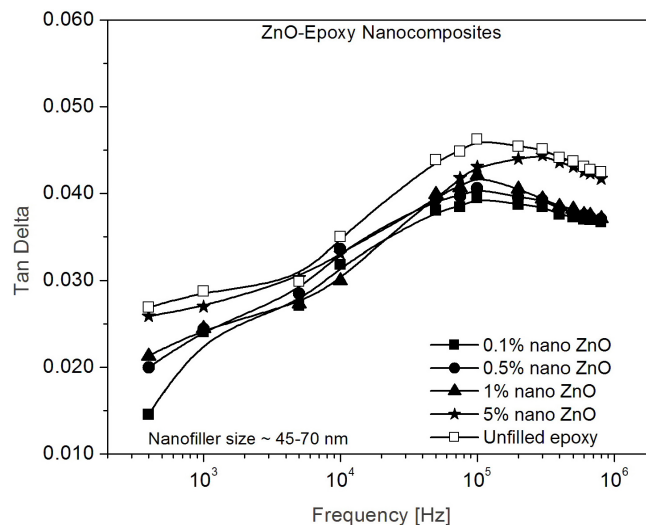 ZnO-Epoxy Nanocomposites
0.060
0.050
0.040
0.030
0.020
0.010
Tan Delta
0.1% nano ZnO
0.5% nano ZnO
1% nano ZnO
5% nano ZnO
Unfilled epoxy
Nanofiller size ~ 45-70 nm
10³ 10⁴ 10⁵ 10⁶
Frequency [Hz]